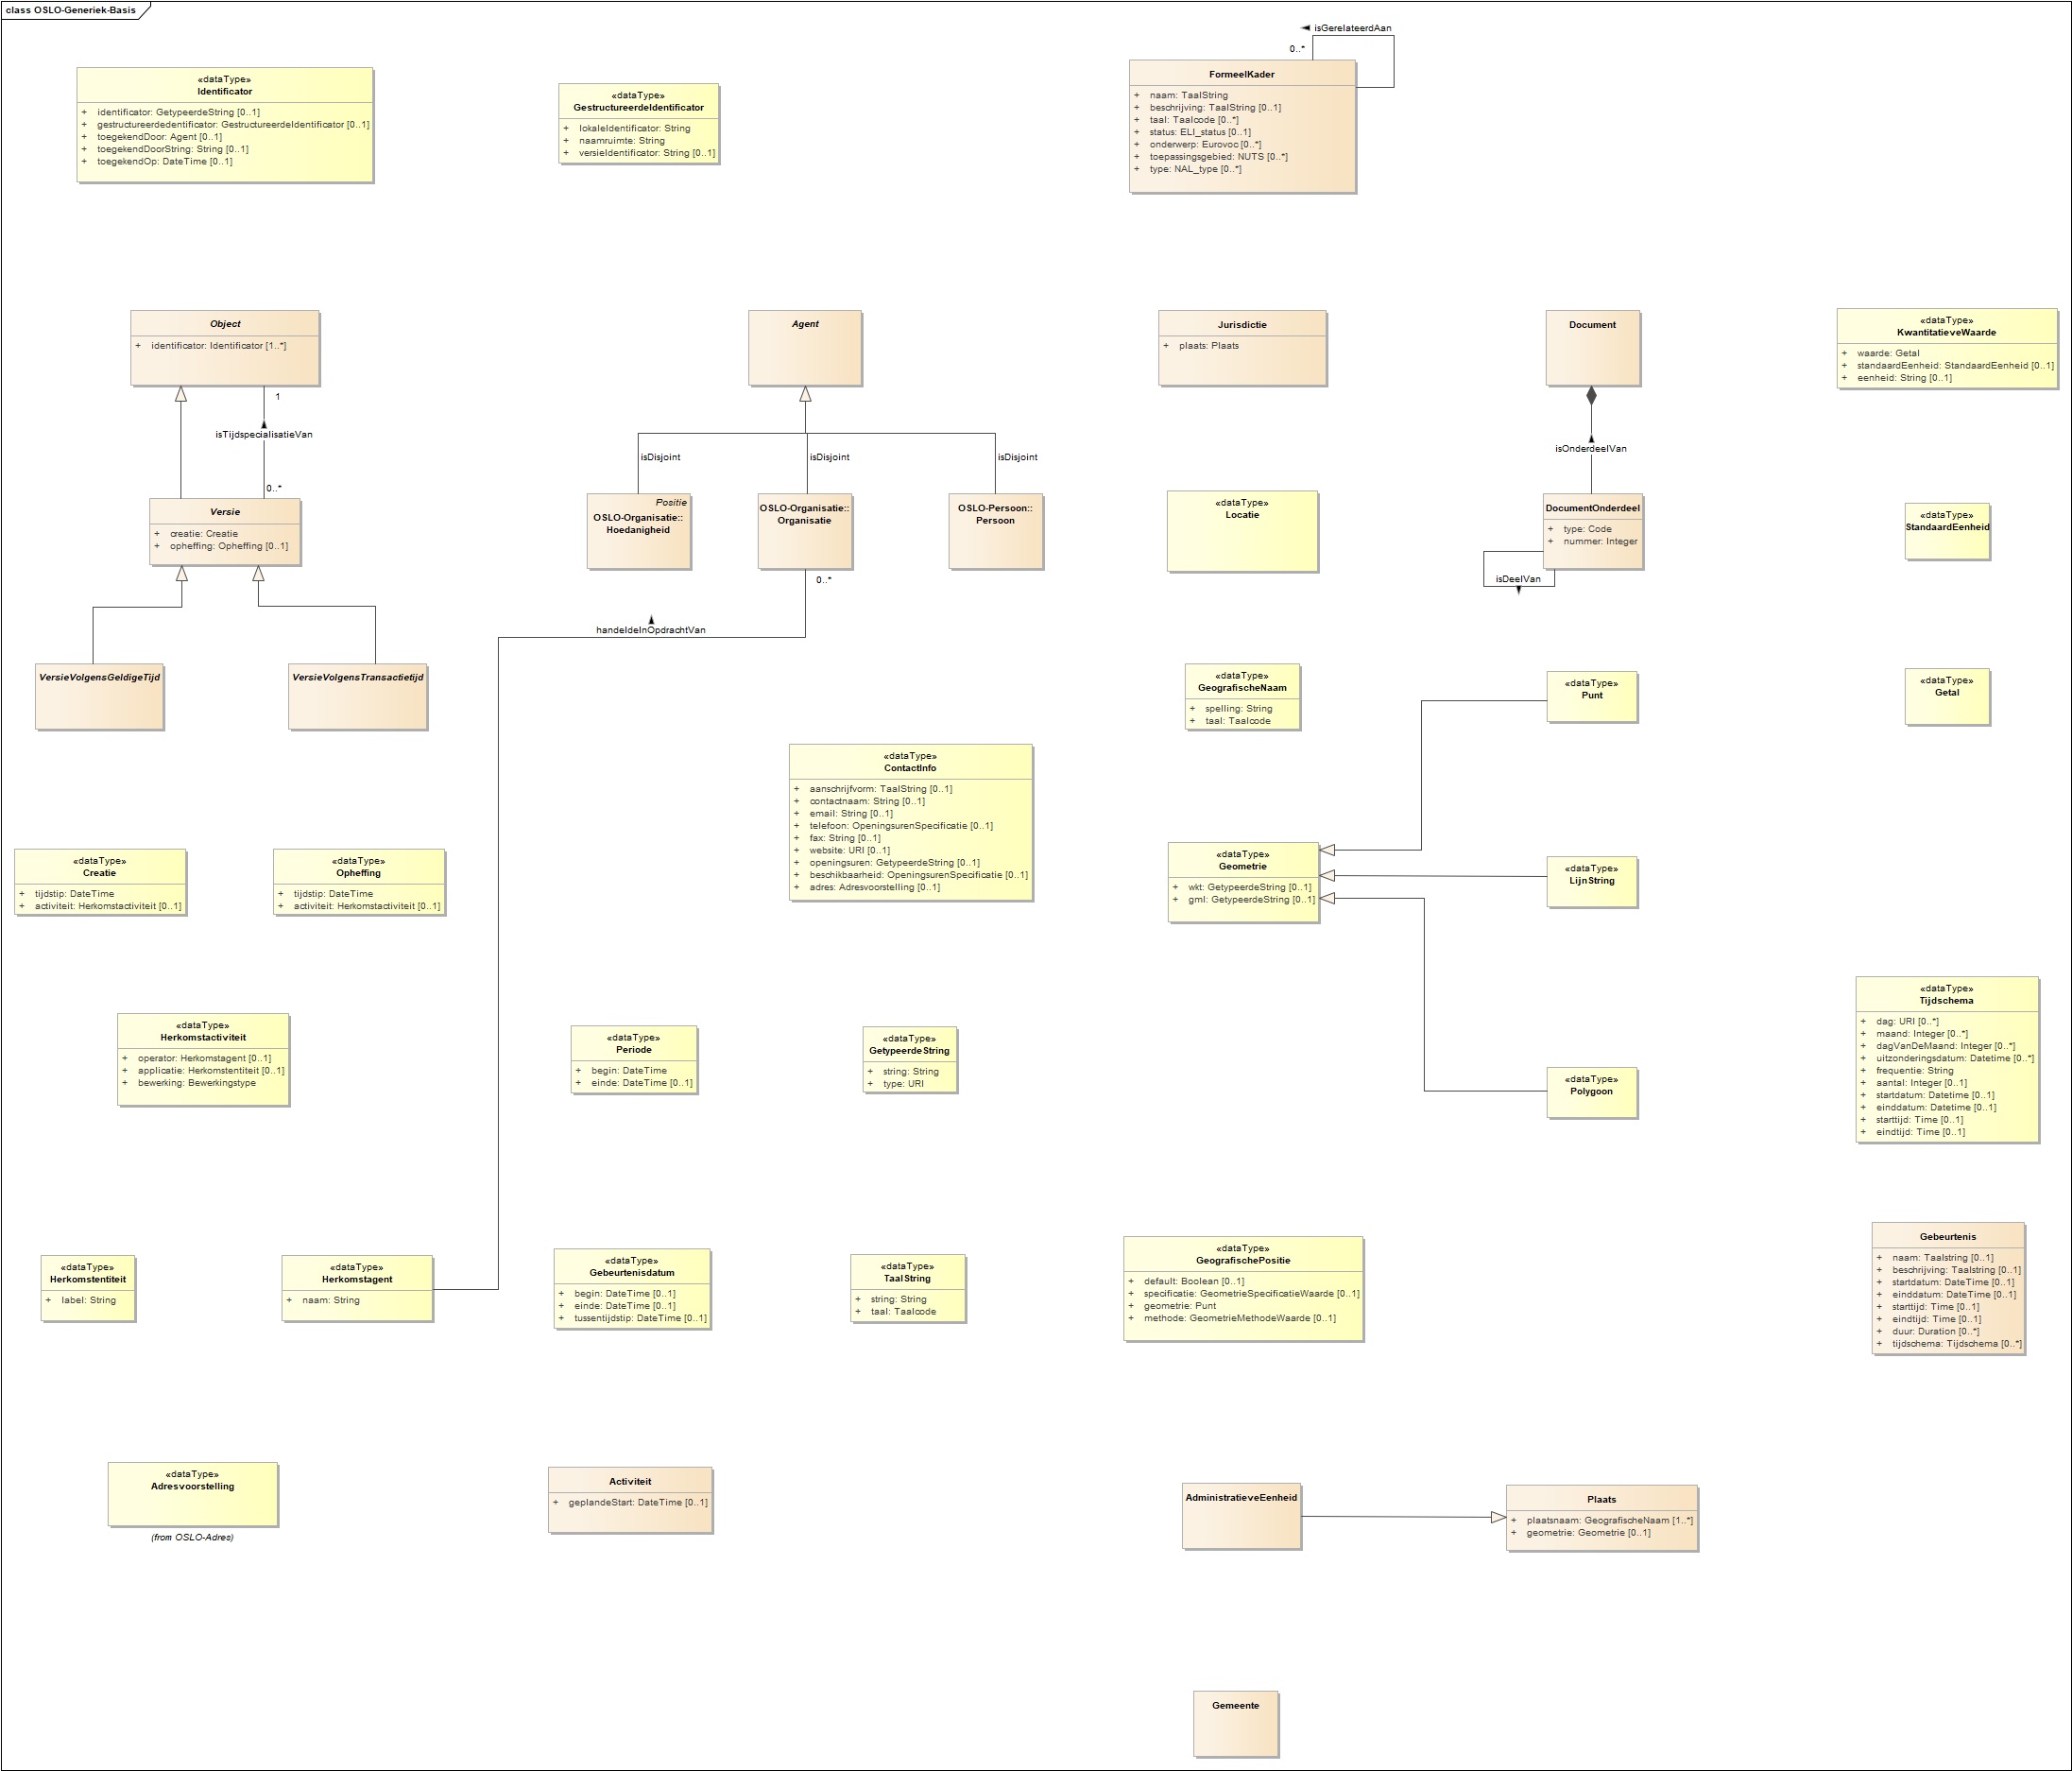 class OSLO-Generiek-Basis
isGerelateerdAan
0..*
«dataType»
Identificator
+ identificator: GetypeerdeString [0..1]
+ gestructureerdedentificator: GestructureerdeIdentificator [0..1]
+ toegekendDoor: Agent [0..1]
+ toegekendDoorString: String [0..1]
+ toegekendOp: DateTime [0..1]
«dataType»
GestructureerdeIdentificator
+ lokaleIdentificator: String
+ naamruimte: String
+ versieIdentificator: String [0..1]
FormeelKader
+ naam: TaalString
+ beschrijving: TaalString [0..1]
+ taal: Taalcode [0..*]
+ status: ELI_status [0..1]
+ onderwerp: Eurovoc [0..*]
+ toepassingsgebied: NUTS [0..*]
+ type: NAL_type [0..*]
Object
+ identificator: Identificator [1..*]
Agent
Jurisdictie
+ plaats: Plaats
Document
«dataType»
KwantitatieveWaarde
+ waarde: Getal
+ standaardEenheid: StandaardEenheid [0..1]
+ eenheid: String [0..1]
1
isTijdspecialisatieVan
0..*
isDisjoint
isDisjoint
isDisjoint
isOnderdeelVan
Versie
+ creatie: Creatie
+ opheffing: Opheffing [0..1]
Positie
OSLO-Organisatie::
Hoedanigheid
OSLO-Organisatie::
Organisatie
OSLO-Persoon::
Persoon
«dataType»
Locatie
DocumentOnderdeel
+ type: Code
+ nummer: Integer
isDeelVan
«dataType»
StandaardEenheid
0..*
handeldeInOpdrachtVan
VersieVolgensGeldigeTijd
VersieVolgensTransactietijd
«dataType»
GeografischeNaam
+ spelling: String
+ taal: Taalcode
«dataType»
Punt
«dataType»
Getal
«dataType»
ContactInfo
+ aanschrijfvorm: TaalString [0..1]
+ contactnaam: String [0..1]
+ email: String [0..1]
+ telefoon: OpeningsurenSpecificatie [0..1]
+ fax: String [0..1]
+ website: URI [0..1]
+ openingsuren: GetypeerdeString [0..1]
+ beschikbaarheid: OpeningsurenSpecificatie [0..1]
+ adres: Adresvoorstelling [0..1]
«dataType»
Creatie
+ tijdstip: DateTime
+ activiteit: Herkomstactiviteit [0..1]
«dataType»
Opheffing
+ tijdstip: DateTime
+ activiteit: Herkomstactiviteit [0..1]
«dataType»
Geometrie
+ wkt: GetypeerdeString [0..1]
+ gml: GetypeerdeString [0..1]
«dataType»
LijnString
«dataType»
Herkomstactiviteit
+ operator: Herkomstagent [0..1]
+ applicatie: Herkomstentiteit [0..1]
+ bewerking: Bewerkingstype
«dataType»
Periode
+ begin: DateTime
+ einde: DateTime [0..1]
«dataType»
GetypeerdeString
+ string: String
+ type: URI
«dataType»
Polygoon
«dataType»
Tijdschema
+ dag: URI [0..*]
+ maand: Integer [0..*]
+ dagVanDeMaand: Integer [0..*]
+ uitzonderingsdatum: Datetime [0..*]
+ frequentie: String
+ aantal: Integer [0..1]
+ startdatum: Datetime [0..1]
+ einddatum: Datetime [0..1]
+ starttijd: Time [0..1]
+ eindtijd: Time [0..1]
«dataType»
Herkomstentiteit
+ label: String
«dataType»
Herkomstagent
+ naam: String
«dataType»
Gebeurtenisdatum
+ begin: DateTime [0..1]
+ einde: DateTime [0..1]
+ tussentijdstip: DateTime [0..1]
«dataType»
TaalString
+ string: String
+ taal: Taalcode
«dataType»
GeografischePositie
+ default: Boolean [0..1]
+ specificatie: GeometrieSpecificatieWaarde [0..1]
+ geometrie: Punt
+ methode: GeometrieMethodeWaarde [0..1]
Gebeurtenis
+ naam: Taalstring [0..1]
+ beschrijving: Taalstring [0..1]
+ startdatum: DateTime [0..1]
+ einddatum: DateTime [0..1]
+ starttijd: Time [0..1]
+ eindtijd: Time [0..1]
+ duur: Duration [0..*]
+ tijdschema: Tijdschema [0..*]
«dataType»
Adresvoorstelling
(from OSLO-Adres)
Activiteit
+ geplandeStart: DateTime [0..1]
AdministratieveEenheid
Plaats
+ plaatsnaam: GeografischeNaam [1..*]
+ geometrie: Geometrie [0..1]
Gemeente